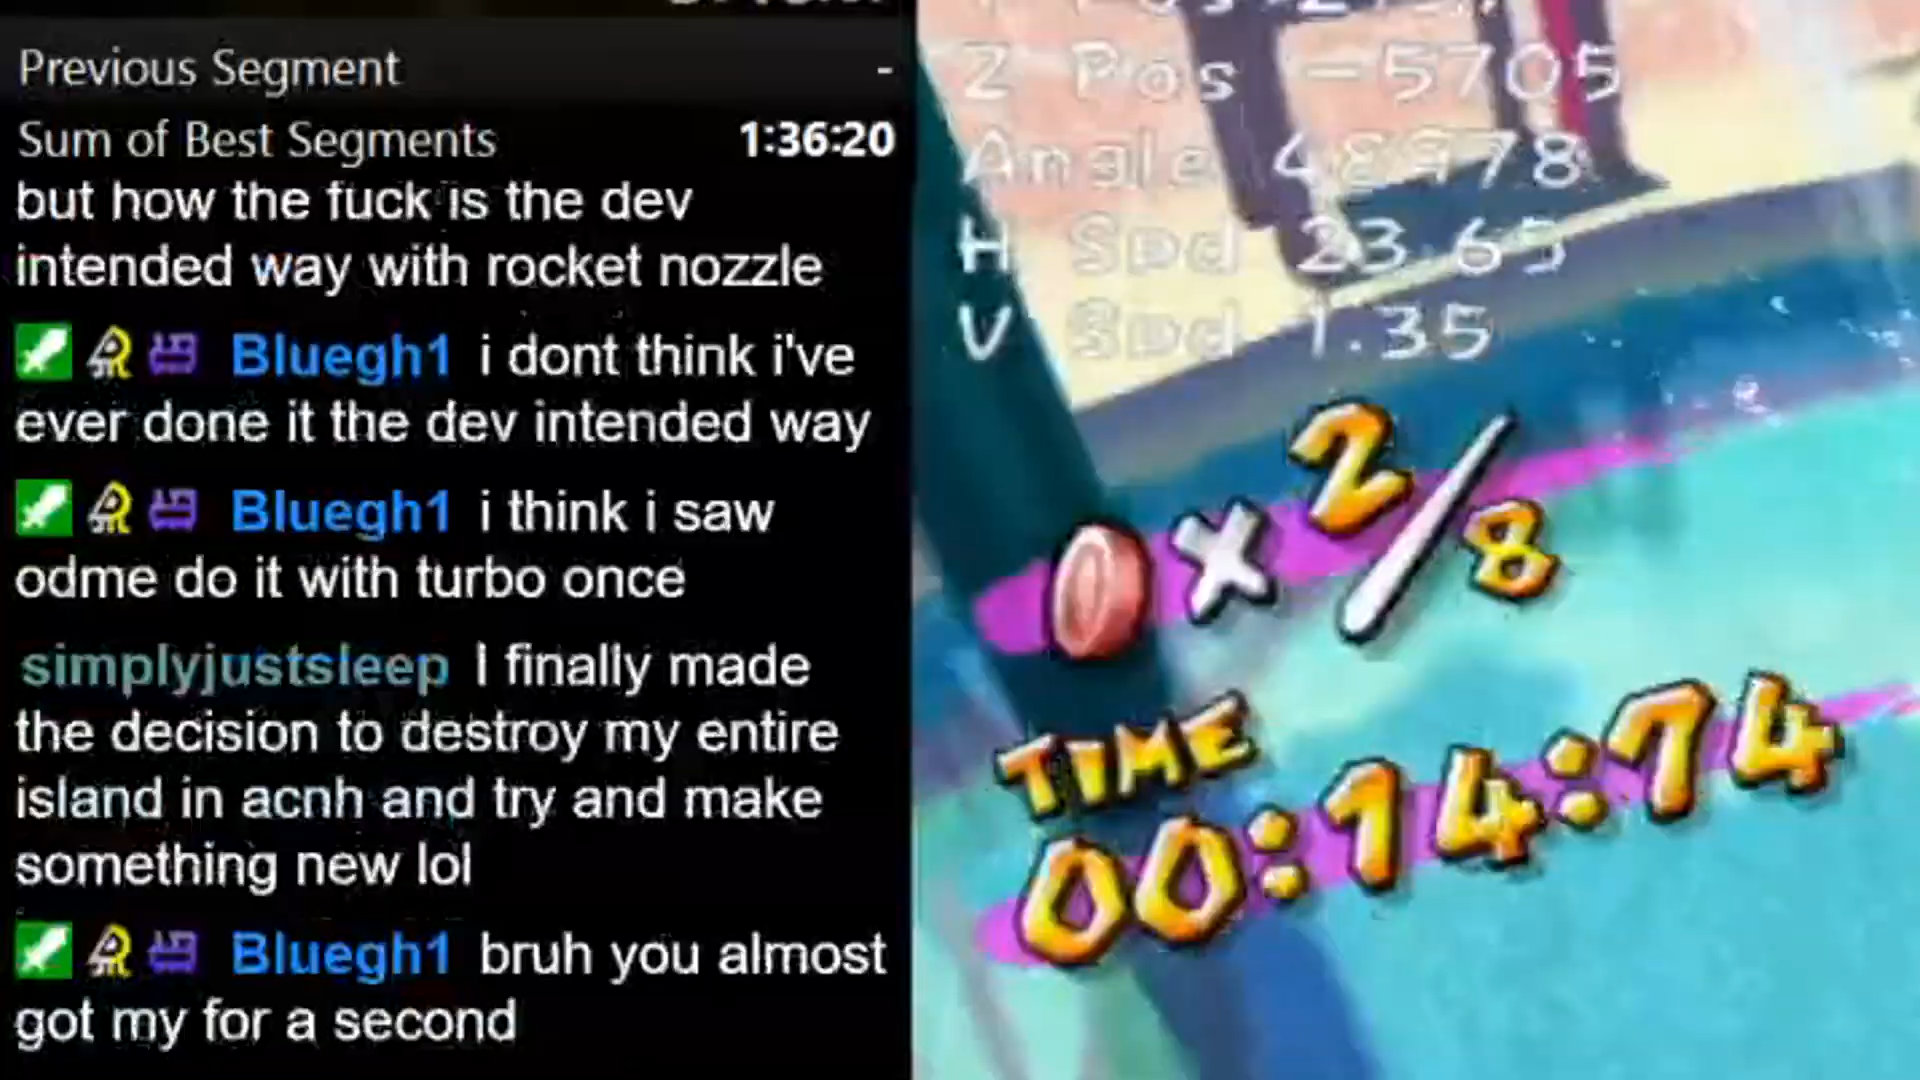 Previous Segment -
Sum of Best Segments 1:36:20
but how the fuck is the dev
intended way with rocket nozzle
Bluegh1 i dont think i've
ever done it the dev intended way
Bluegh1 i think i saw
odme do it with turbo once
simplyjustsleep I finally made
the decision to destroy my entire
island in acnh and try and make
something new lol
Bluegh1 bruh you almost
got my for a second
Z Pos -5705
Angle 48978
H Spd 23.65
V Spd 1.35
x2/8
TIME
00:14:74